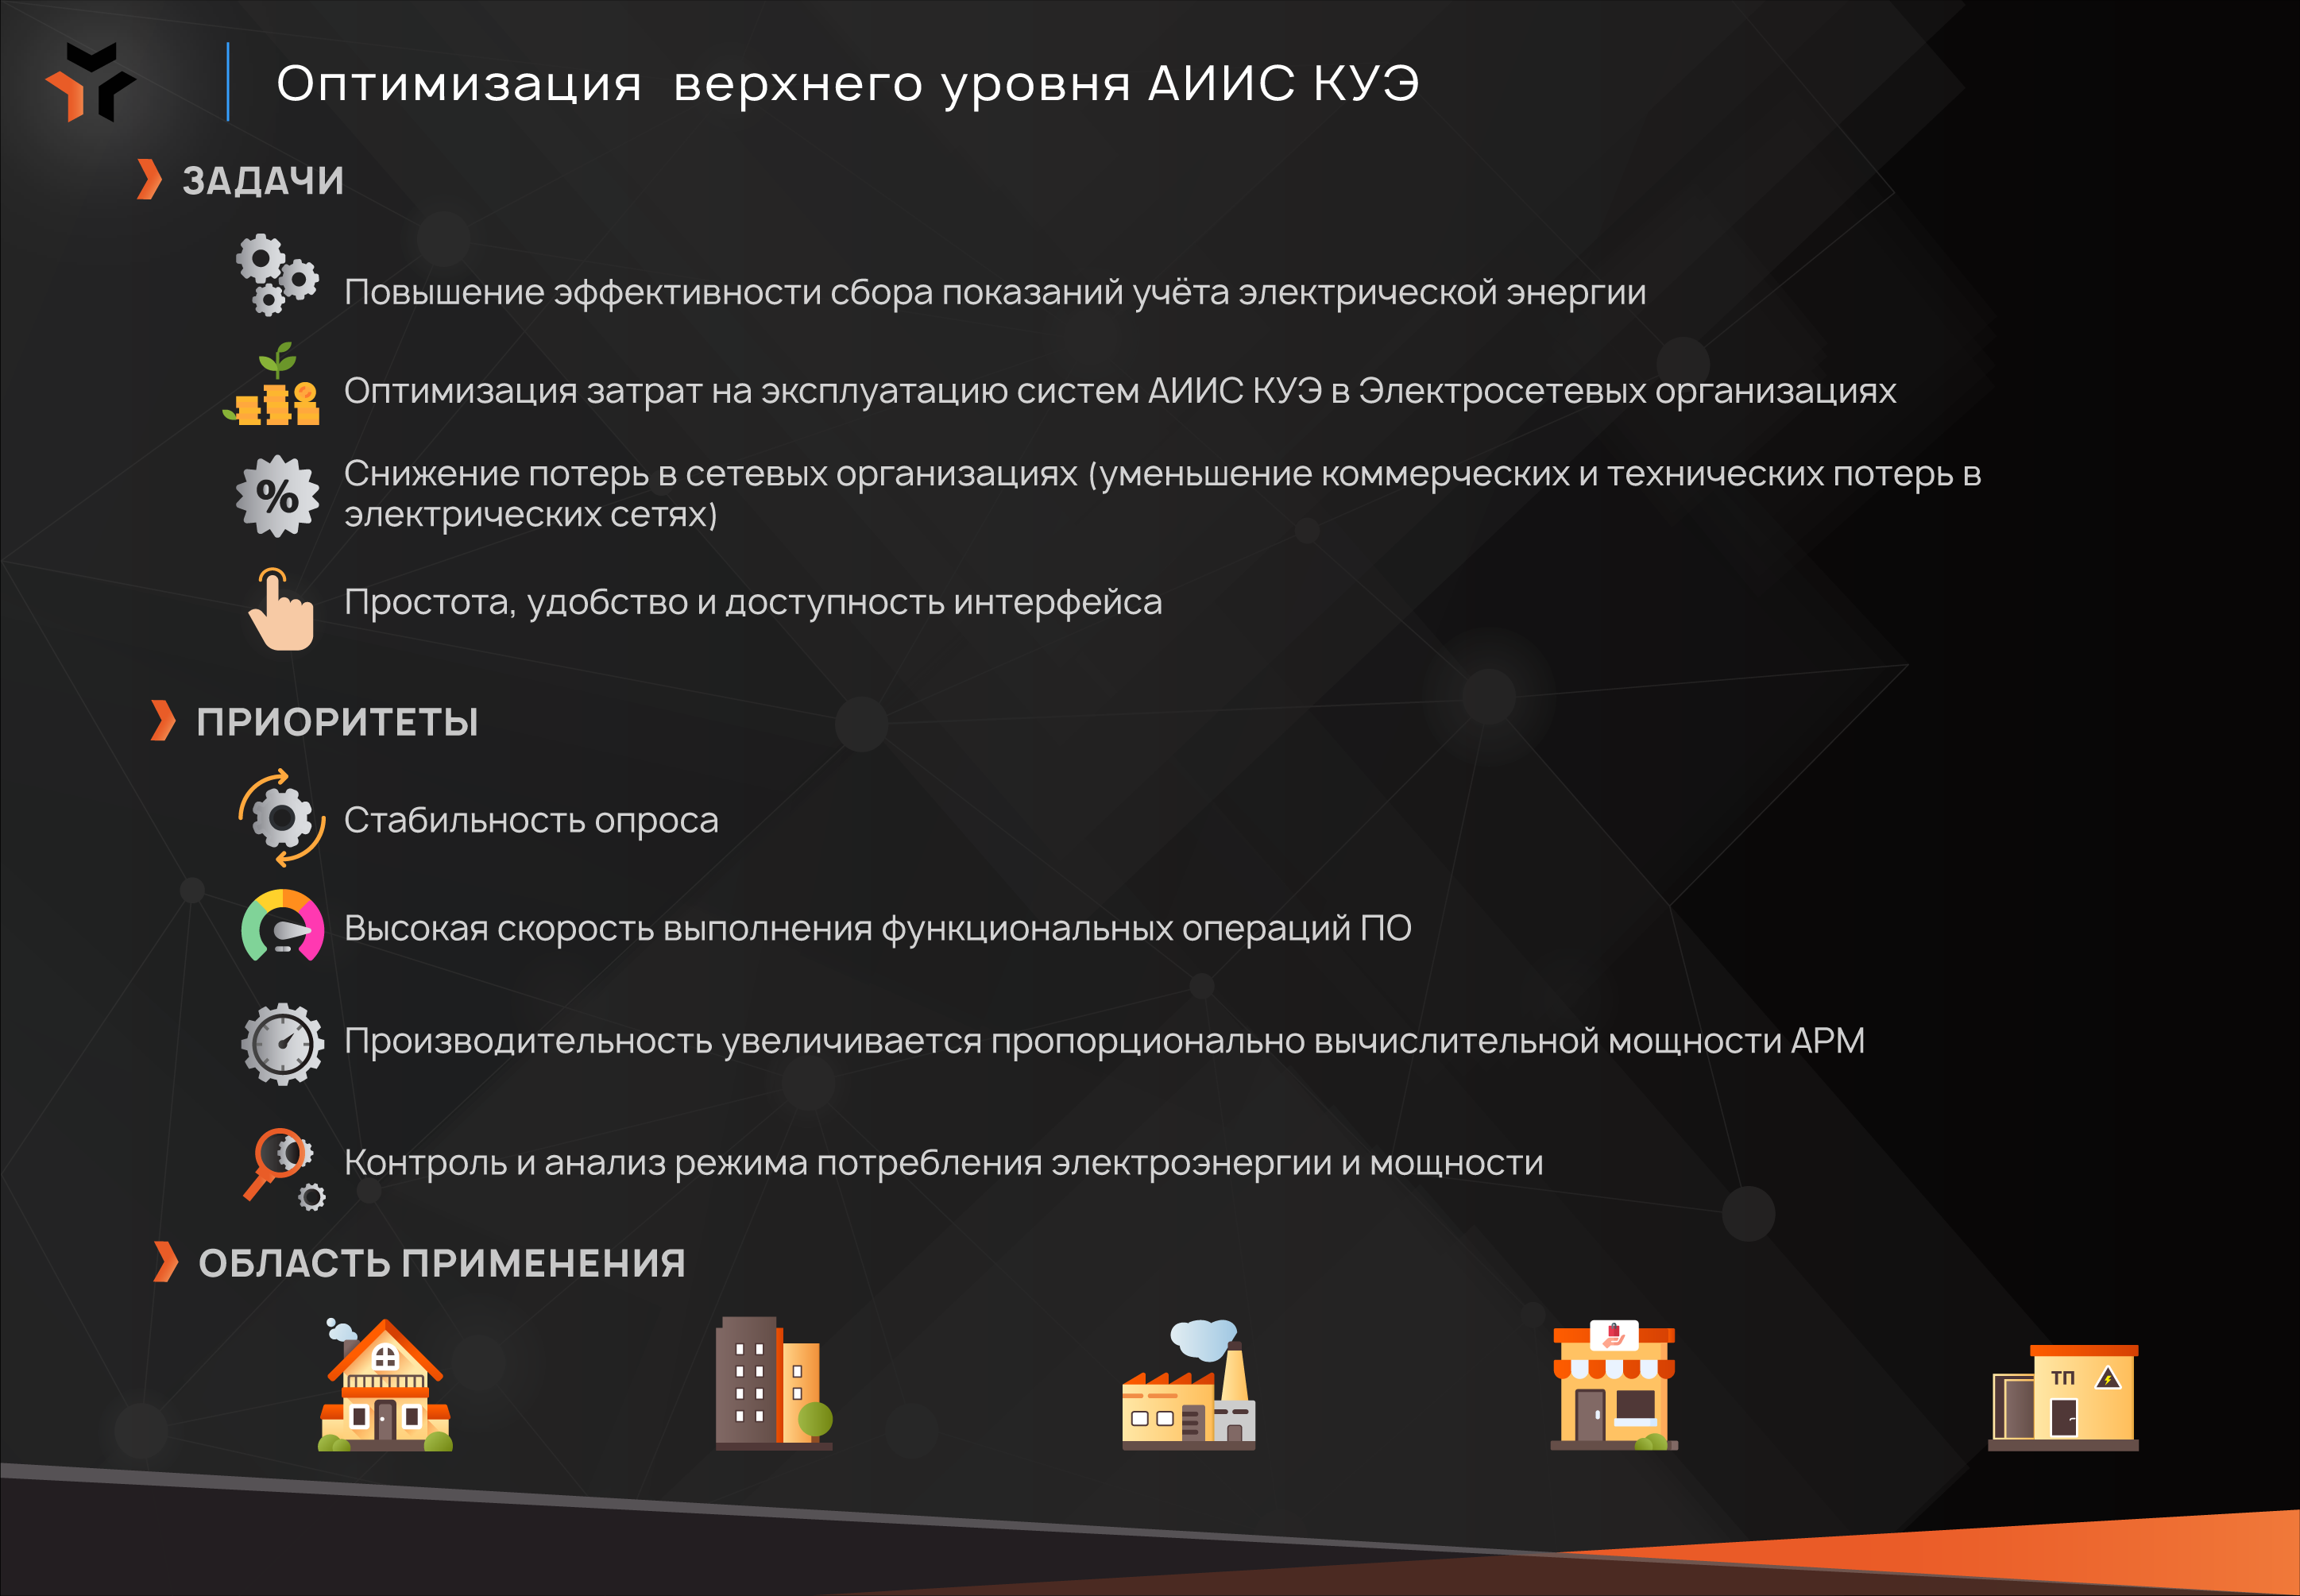 Оптимизация верхнего уровня АИИС КУЭ
ЗАДАЧИ
Повышение эффективности сбора показаний учёта электрической энергии
Оптимизация затрат на эксплуатацию систем АИИС КУЭ в Электросетевых организациях
%
Снижение потерь в сетевых организациях (уменьшение коммерческих и технических потерь в
электрических сетях)
Простота, удобство и доступность интерфейса
ПРИОРИТЕТЫ
Стабильность опроса
Высокая скорость выполнения функциональных операций ПО
Производительность увеличивается пропорционально вычислительной мощности АРМ
Контроль и анализ режима потребления электроэнергии и мощности
ОБЛАСТЬ ПРИМЕНЕНИЯ
ТП